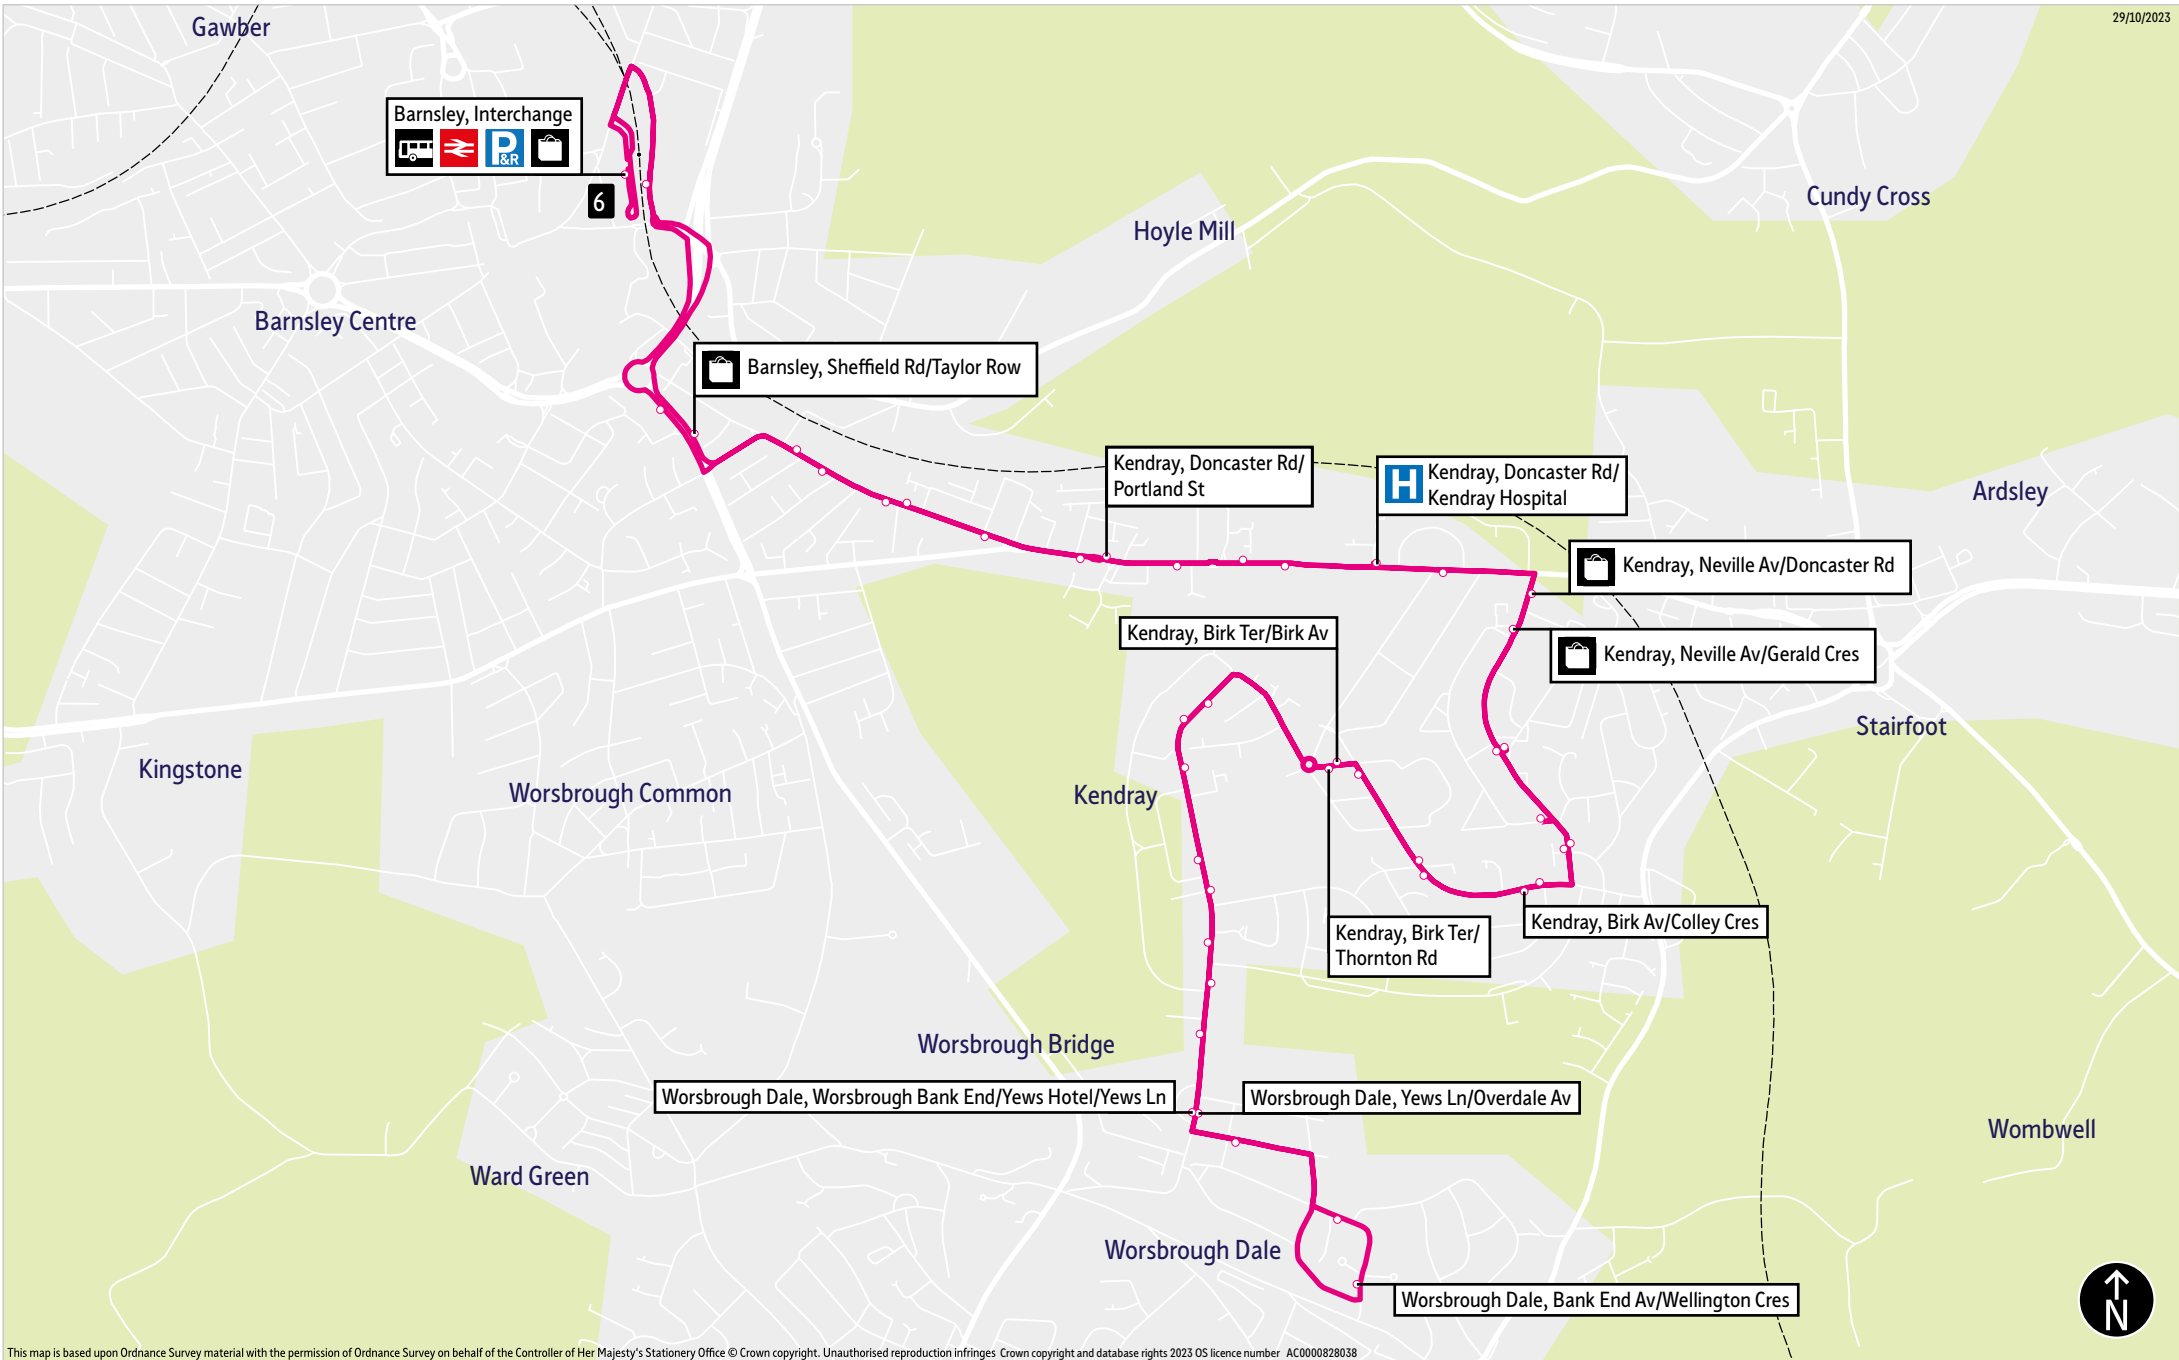 29/10/2023
Gawber
Barnsley, Interchange
P&R
6
Cundy Cross
Hoyle Mill
Barnsley Centre
Barnsley, Sheffield Rd/Taylor Row
Kendray, Doncaster Rd/
Portland St
H
Kendray, Doncaster Rd/
Kendray Hospital
Ardsley
Kendray, Neville Av/Doncaster Rd
Kendray, Birk Ter/Birk Av
Kendray, Neville Av/Gerald Cres
Stairfoot
Kingstone
Worsbrough Common
Kendray
Kendray, Birk Av/Colley Cres
Kendray, Birk Ter/
Thornton Rd
Worsbrough Bridge
Worsbrough Dale, Worsbrough Bank End/Yews Hotel/Yews Ln
Worsbrough Dale, Yews Ln/Overdale Av
Wombwell
Ward Green
Worsbrough Dale
Worsbrough Dale, Bank End Av/Wellington Cres
N
This map is based upon Ordnance Survey material with the permission of Ordnance Survey on behalf of the Controller of Her Majesty's Stationery Office © Crown copyright. Unauthorised reproduction infringes Crown copyright and database rights 2023 OS licence number AC0000828038